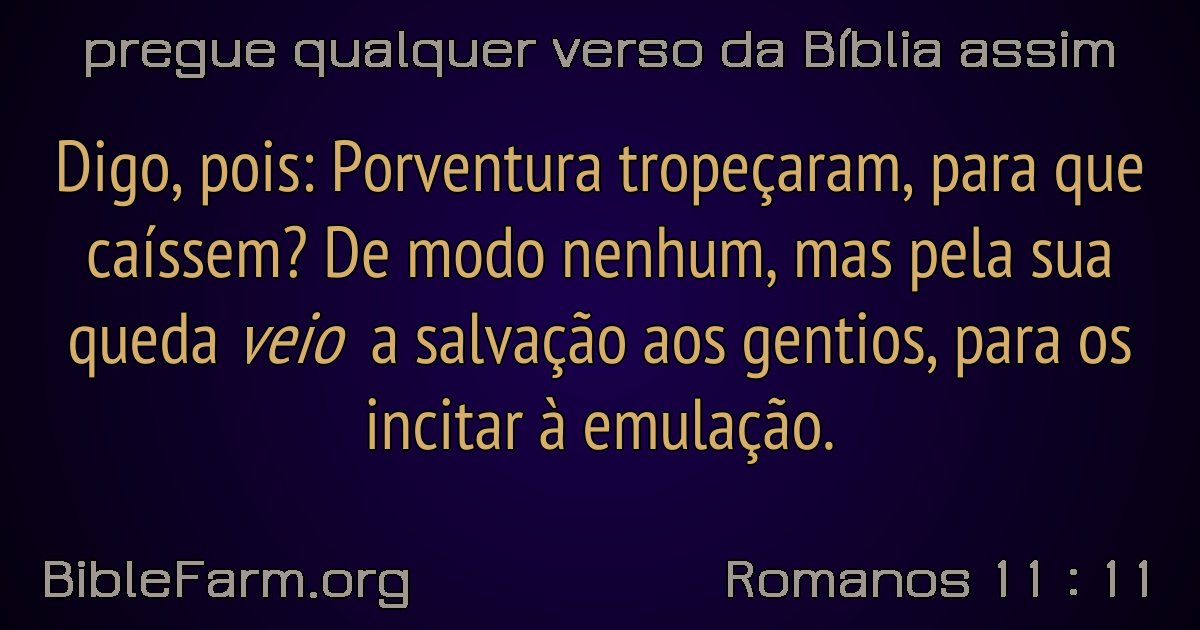 pregue qualquer verso da Bíblia assim
Digo, pois: Porventura tropeçaram, para que
caíssem? De modo nenhum, mas pela sua
queda veio a salvação aos gentios, para os
incitar à emulação.
BibleFarm.org
Romanos 11 : 11